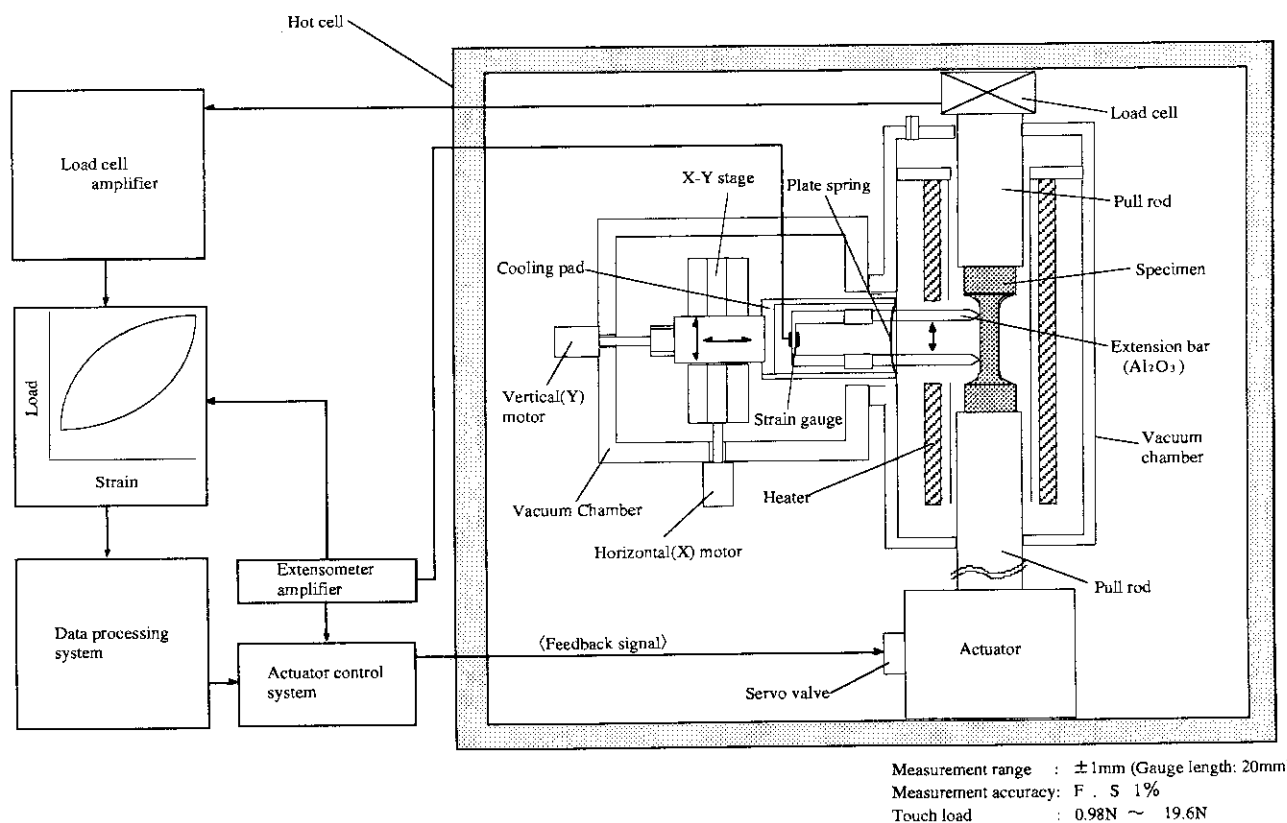 Hot cell
Load cell
amplifier
Load cell
X-Y stage
Plate spring
Pull rod
Cooling pad
Specimen
Extension bar
(Al₂O₃)
Load
Vertical(Y)
motor
Strain gauge
Vacuum
chamber
Strain
Heater
Vacuum Chamber
Horizontal(X) motor
Extensometer
amplifier
Pull rod
Data processing
system
〈Feedback signal〉
Actuator
Actuator control
system
Servo valve
Measurement range : ±1mm (Gauge length: 20mm
Measurement accuracy: F . S 1%
Touch load : 0.98N ～ 19.6N